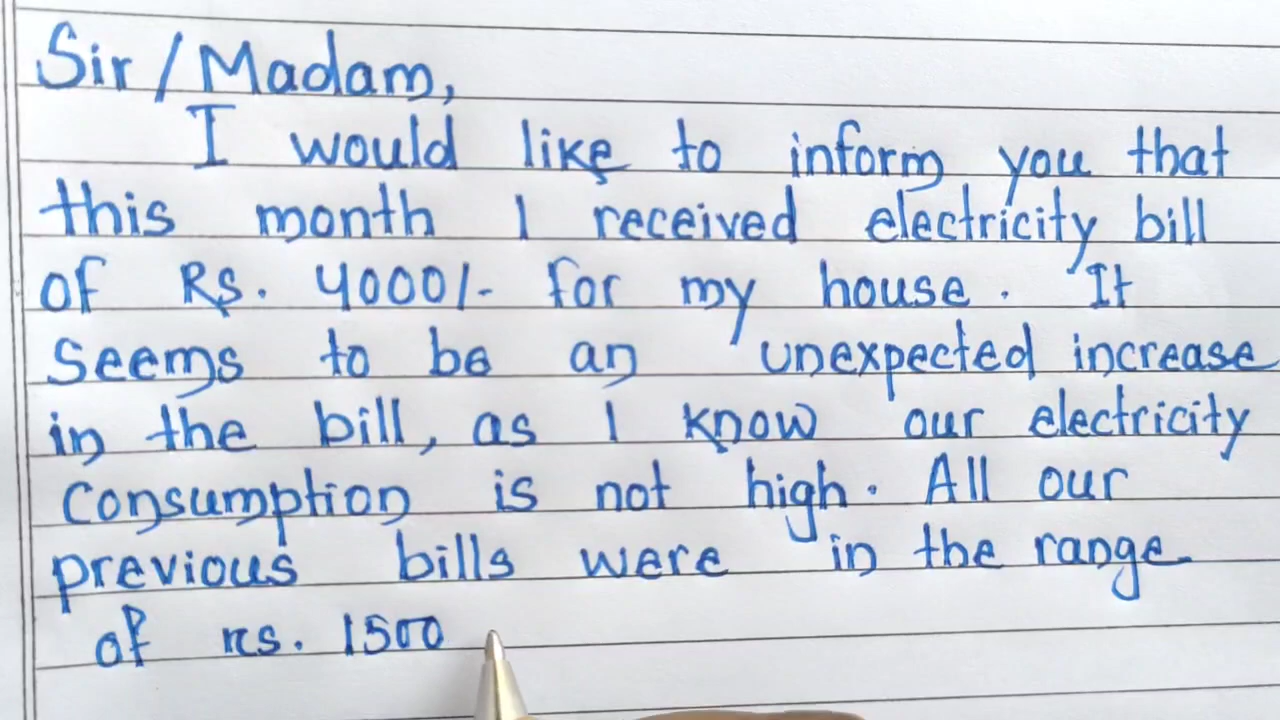 Sir/Madam,
I would like to inform you that
this month I received electricity bill
of Rs. 4000/- for my house. It
seems to be an unexpected increase
in the bill, as I know our electricity
consumption is not high. All our
previous bills were in the range
of rs. 1500